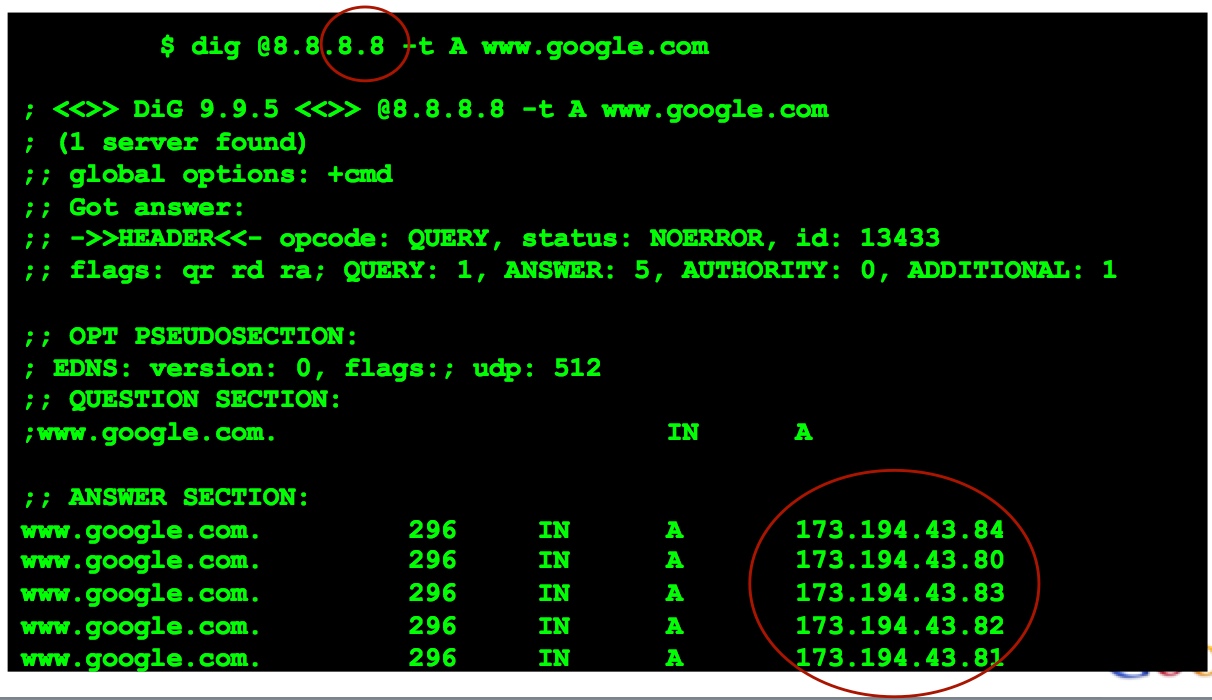 $ dig @8.8.8.8 -t A www.google.com
; <<>> DiG 9.9.5 <<>> @8.8.8.8 -t A www.google.com
; (1 server found)
;; global options: +cmd
;; Got answer:
;; ->>HEADER<<- opcode: QUERY, status: NOERROR, id: 13433
;; flags: qr rd ra; QUERY: 1, ANSWER: 5, AUTHORITY: 0, ADDITIONAL: 1
;; OPT PSEUDOSECTION:
; EDNS: version: 0, flags:; udp: 512
;; QUESTION SECTION:
;www.google.com. IN A
;; ANSWER SECTION:
www.google.com. 296 IN A 173.194.43.84
www.google.com. 296 IN A 173.194.43.80
www.google.com. 296 IN A 173.194.43.83
www.google.com. 296 IN A 173.194.43.82
www.google.com. 296 IN A 173.194.43.81